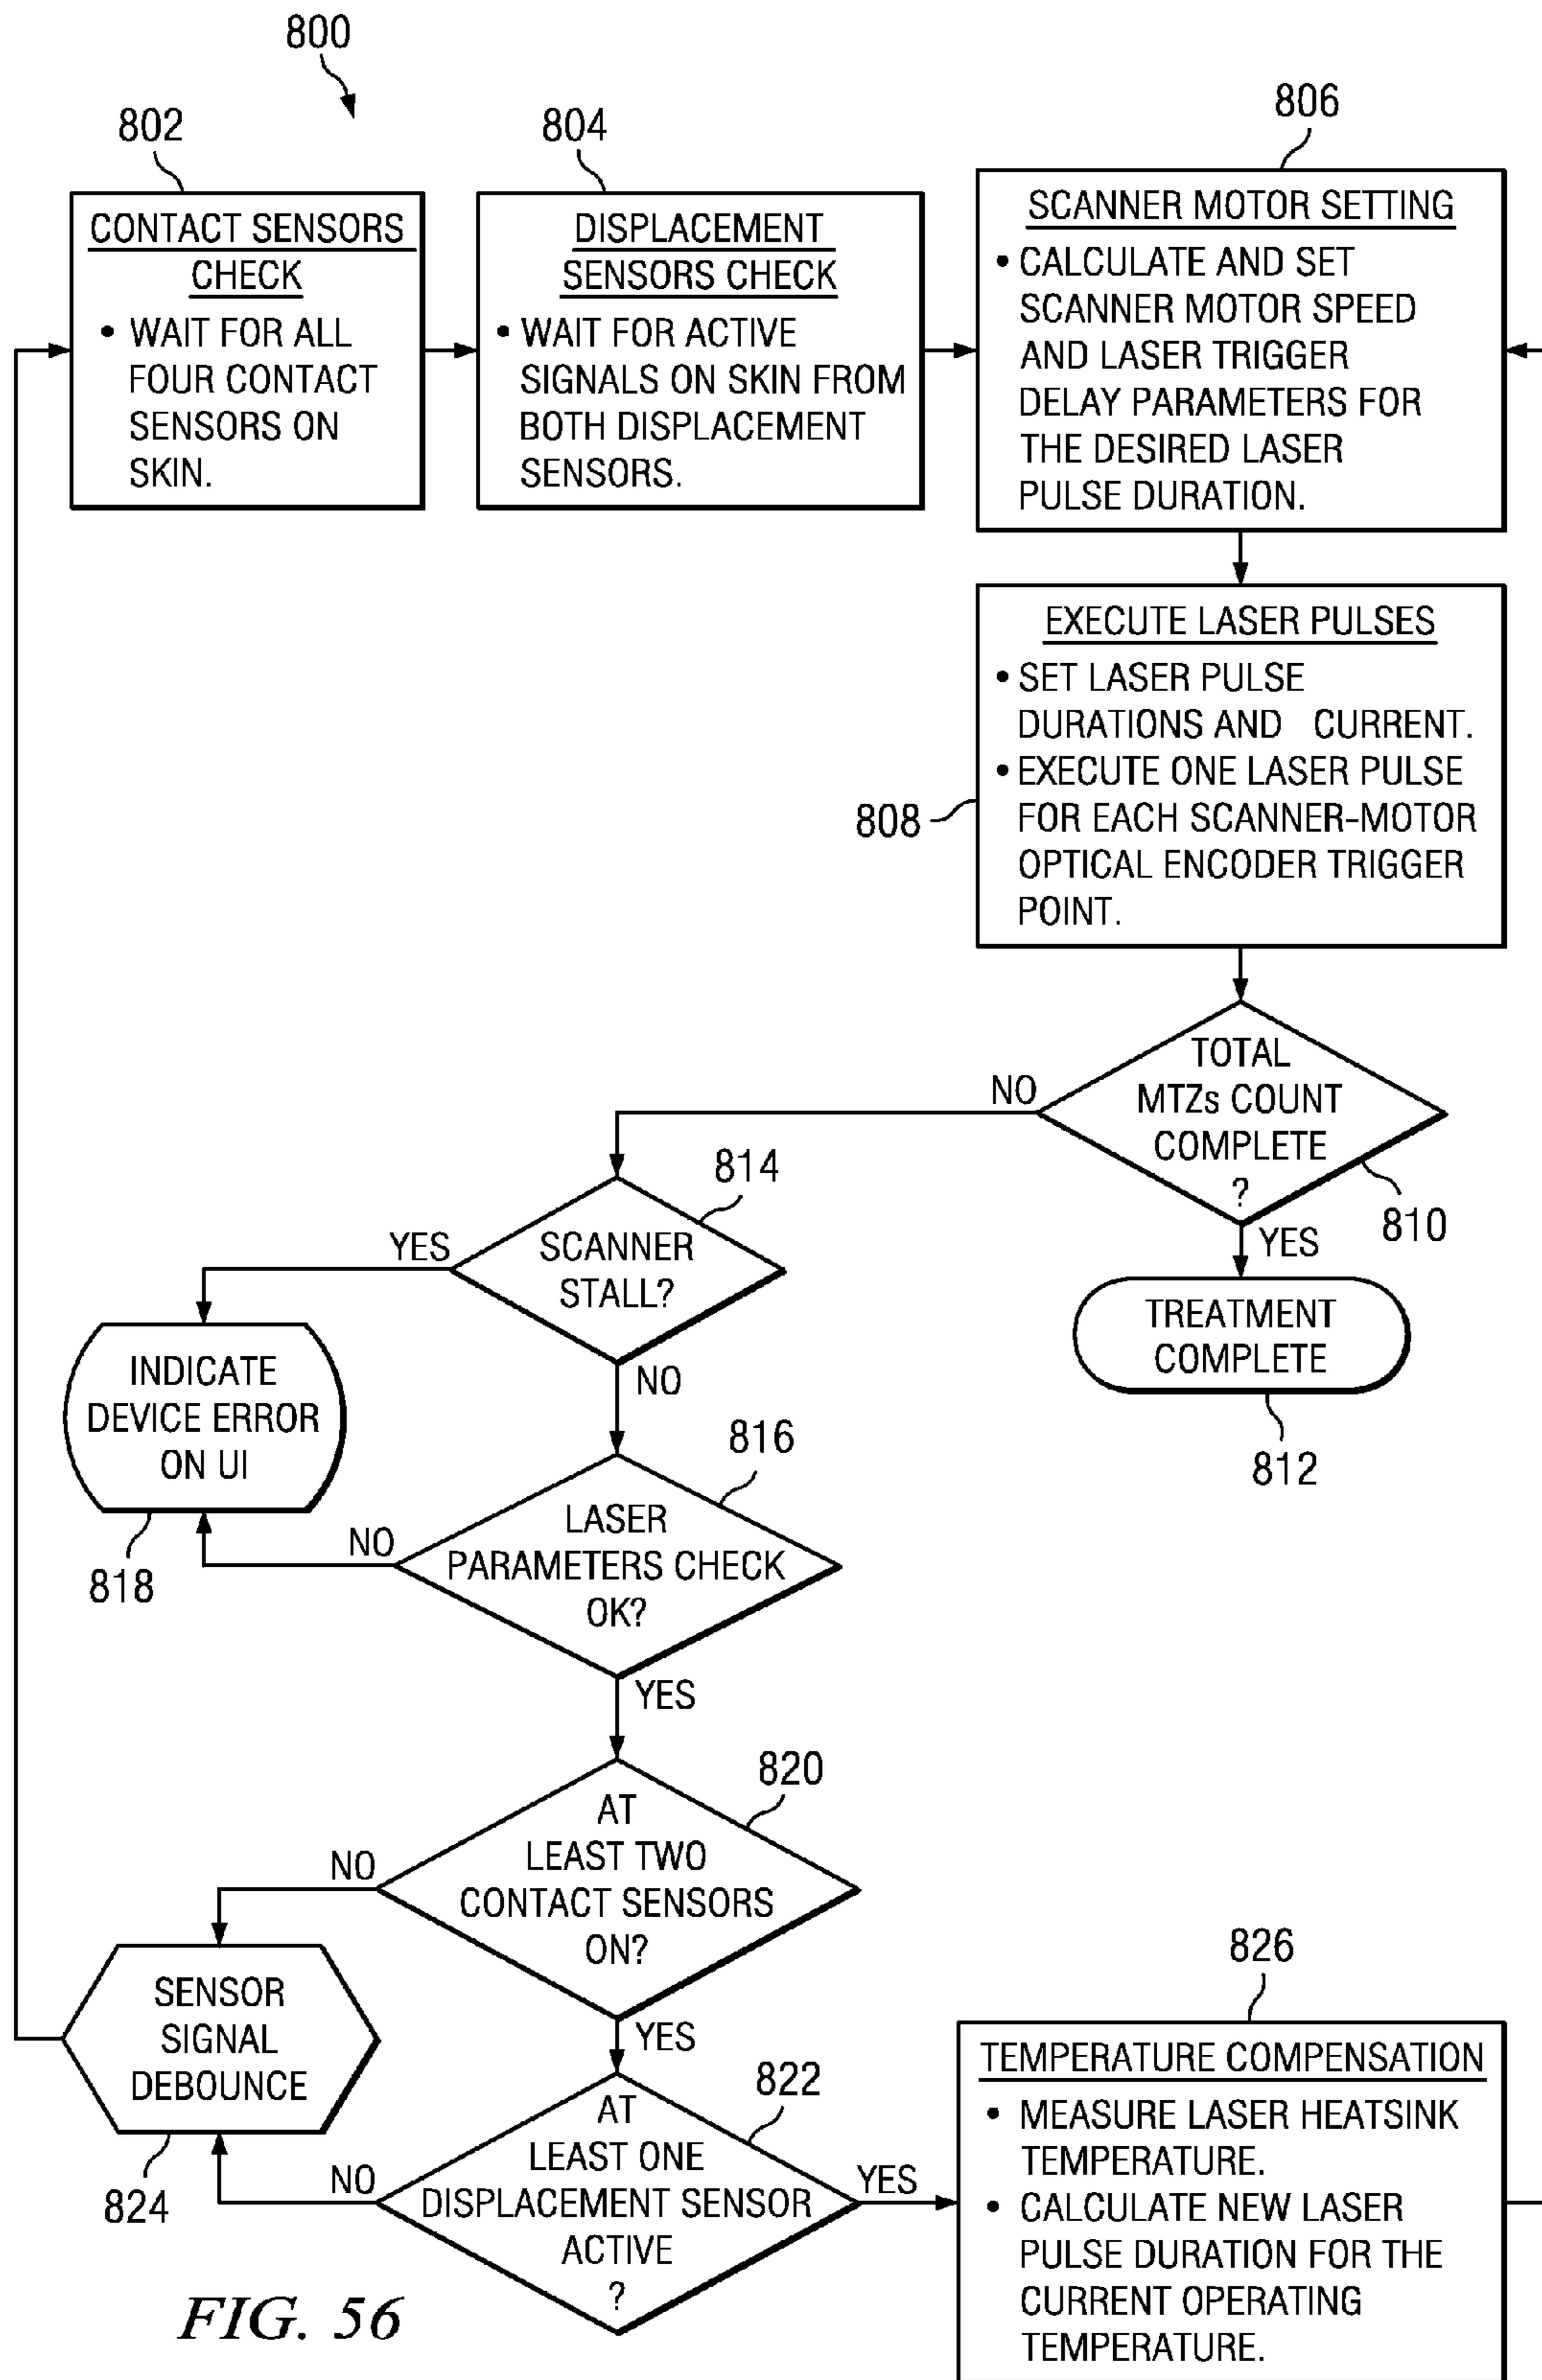 800
802
CONTACT SENSORS
CHECK
• WAIT FOR ALL
FOUR CONTACT
SENSORS ON
SKIN.
804
DISPLACEMENT
SENSORS CHECK
• WAIT FOR ACTIVE
SIGNALS ON SKIN FROM
BOTH DISPLACEMENT
SENSORS.
806
SCANNER MOTOR SETTING
• CALCULATE AND SET
SCANNER MOTOR SPEED
AND LASER TRIGGER
DELAY PARAMETERS FOR
THE DESIRED LASER
PULSE DURATION.
EXECUTE LASER PULSES
• SET LASER PULSE
DURATIONS AND CURRENT.
• EXECUTE ONE LASER PULSE
FOR EACH SCANNER-MOTOR
OPTICAL ENCODER TRIGGER
POINT.
808
TOTAL
MTZs COUNT
COMPLETE
?
810
NO
YES
TREATMENT
COMPLETE
812
814
SCANNER
STALL?
YES
NO
INDICATE
DEVICE ERROR
ON UI
818
816
LASER
PARAMETERS CHECK
OK?
NO
YES
820
AT
LEAST TWO
CONTACT SENSORS
ON?
NO
YES
SENSOR
SIGNAL
DEBOUNCE
824
822
AT
LEAST ONE
DISPLACEMENT SENSOR
ACTIVE
?
NO
YES
826
TEMPERATURE COMPENSATION
• MEASURE LASER HEATSINK
TEMPERATURE.
• CALCULATE NEW LASER
PULSE DURATION FOR THE
CURRENT OPERATING
TEMPERATURE.
FIG. 56